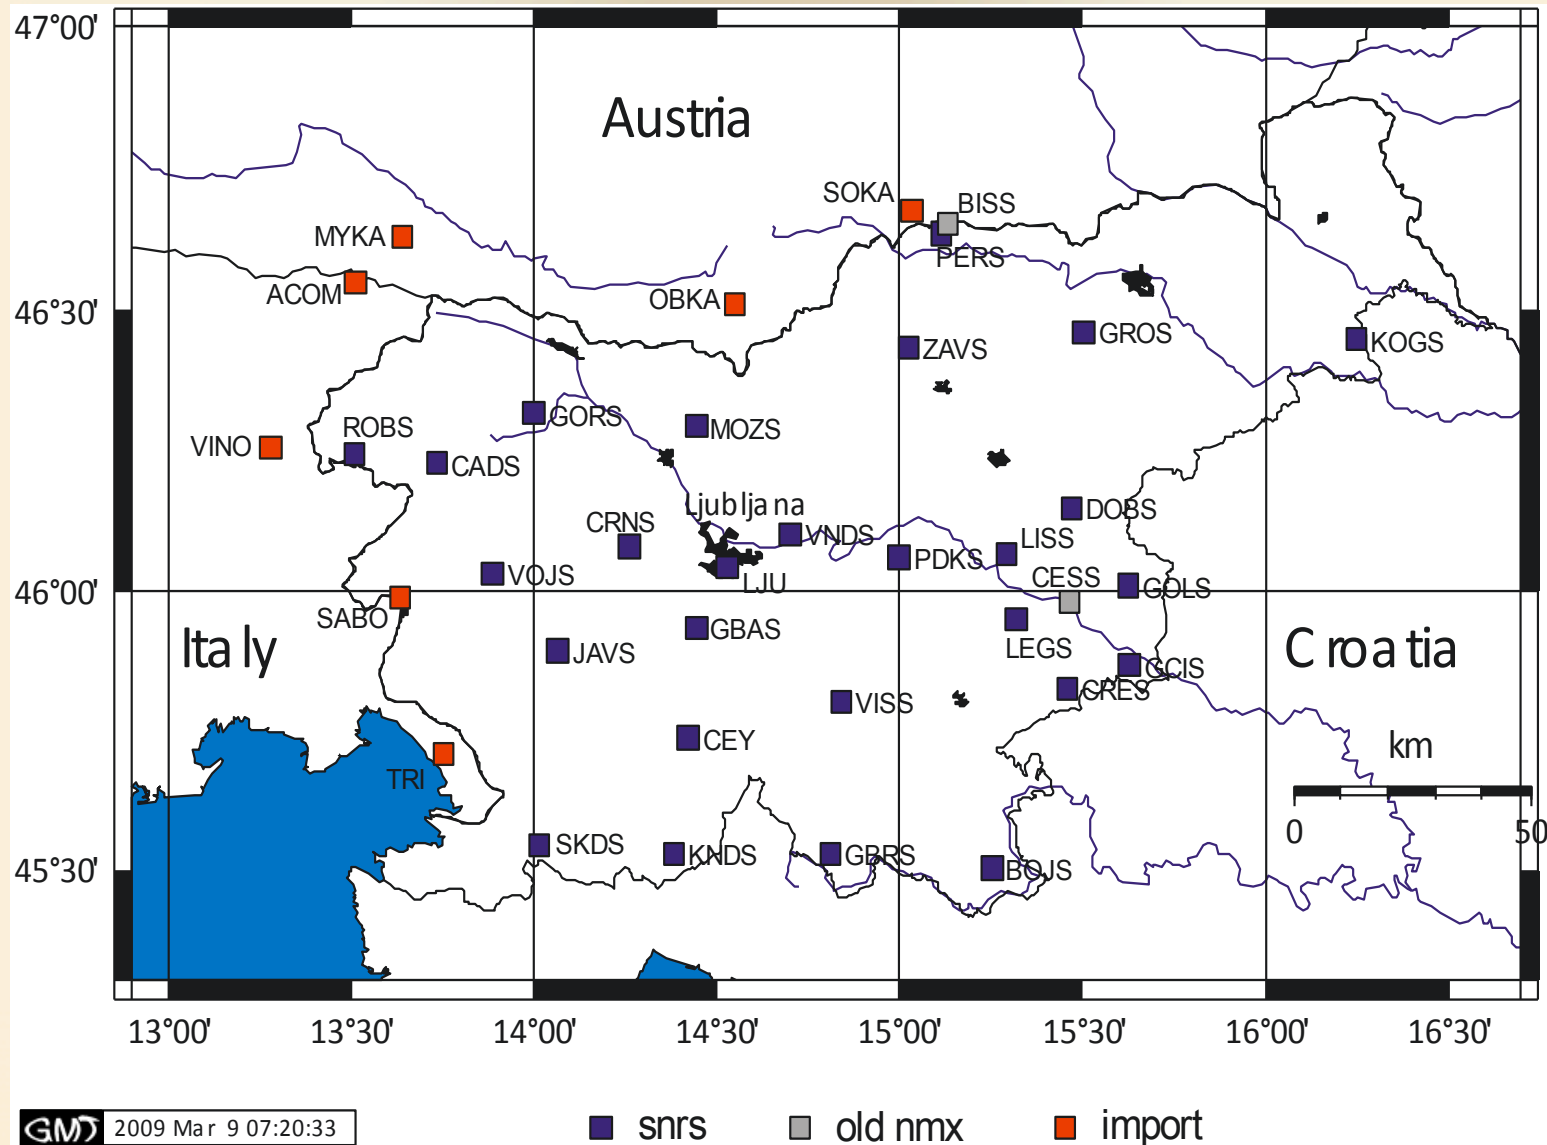 47°00'
Austria
SOKA
BISS
MYKA
PERS
ACOM
OBKA
46°30'
GROS
KOGS
ZAVS
GORS
ROBS
MOZS
VINO
CADS
Ljubljana
DOBS
CRNS
VNDS
LISS
PDKS
VOJS
CESS
GOLS
LJU
46°00'
SABO
GBAS
Italy
JAVS
LEGS
Croatia
GCIS
CRES
VISS
CEY
km
TRI
0
50
SKDS
KNDS
GBRS
BOJS
45°30'
13°00'
13°30'
14°00'
14°30'
15°00'
15°30'
16°00'
16°30'
GMT 2009 Mar 9 07:20:33
snrs
old nmx
import